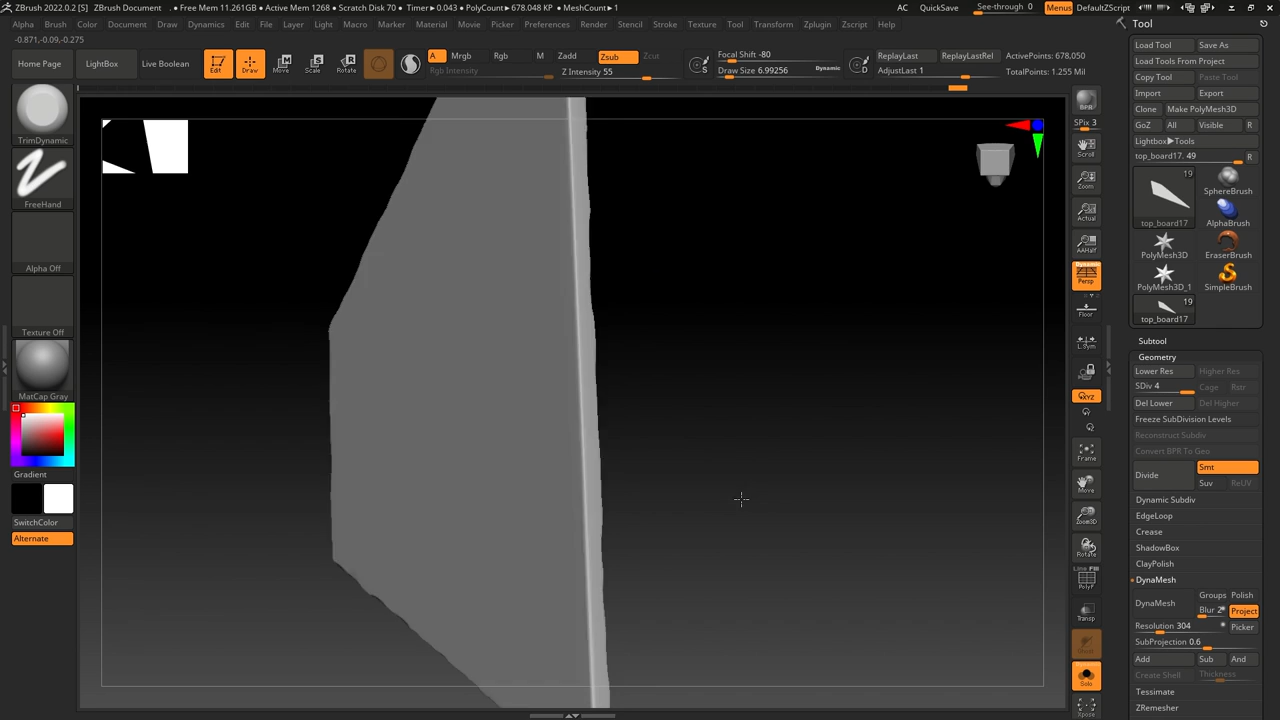 ZBrush 2022.0.2 [S] ZBrush Document . • Free Mem 11.261GB • Active Mem 1268 • Scratch Disk 70 • Timer▶0.043 • PolyCount▶678.048 KP • MeshCount▶1 AC QuickSave See-through 0 Menus DefaultZScript
Alpha Brush Color Document Draw Dynamics Edit File Layer Light Macro Marker Material Movie Picker Preferences Render Stencil Stroke Texture Tool Transform Zplugin Zscript Help
-0.871,-0.09,-0.275
Home Page LightBox Live Boolean
Edit Draw Move Scale Rotate
A Mrgb Rgb M Zadd Zsub Zcut
Rgb Intensity Z Intensity 55
S Focal Shift -80
Draw Size 6.99256 Dynamic
D ReplayLast ReplayLastRel ActivePoints: 678,050
AdjustLast 1 TotalPoints: 1.255 Mil
TrimDynamic
FreeHand
Alpha Off
Texture Off
MatCap Gray
Gradient
SwitchColor
Alternate
BPR
SPix 3
Scroll
Zoom
Actual
AAHalf
Dynamic
Persp
Floor
L.Sym
XYZ
Frame
Move
Zoom3D
Rotate
Line Fill
PolyF
Transp
Solo
Xpose
Tool
Load Tool Save As
Load Tools From Project
Copy Tool Paste Tool
Import Export
Clone Make PolyMesh3D
GoZ All Visible R
Lightbox▶Tools
top_board17. 49 R
19
top_board17
SphereBrush
AlphaBrush
PolyMesh3D
EraserBrush
PolyMesh3D_1
SimpleBrush
19
top_board17
Subtool
Geometry
Lower Res Higher Res
SDiv 4 Cage Rstr
Del Lower Del Higher
Freeze SubDivision Levels
Reconstruct Subdiv
Convert BPR To Geo
Divide Smt
Suv ReUV
Dynamic Subdiv
EdgeLoop
Crease
ShadowBox
ClayPolish
DynaMesh
DynaMesh Groups Polish
Blur 2 Project
Resolution 304 Picker
SubProjection 0.6
Add Sub And
Create Shell Thickness
Tessimate
ZRemesher